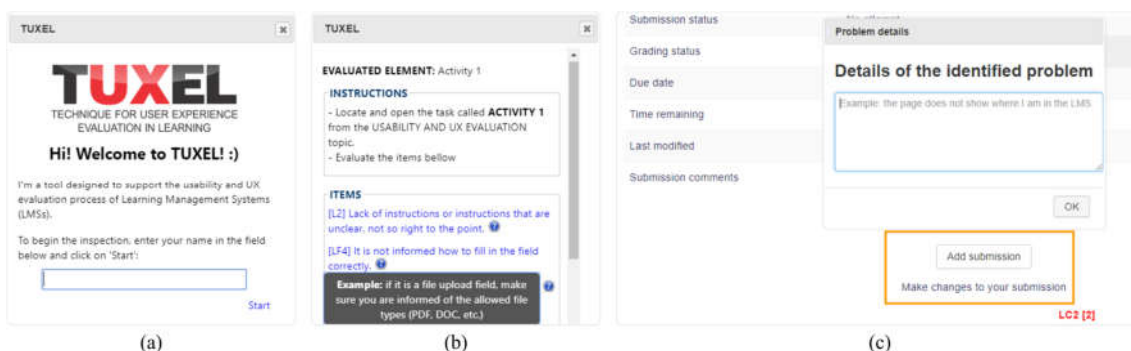 TUXEL
TUXEL
TECHNIQUE FOR USER EXPERIENCE
EVALUATION IN LEARNING
Hi! Welcome to TUXEL! :)
I'm a tool designed to support the usability and UX
evaluation process of Learning Management Systems
(LMSs).
To begin the inspection, enter your name in the field
below and click on 'Start':
Start
(a)
TUXEL
EVALUATED ELEMENT: Activity 1
INSTRUCTIONS
- Locate and open the task called ACTIVITY 1
from the USABILITY AND UX EVALUATION
topic.
- Evaluate the items bellow
ITEMS
[L2] Lack of instructions or instructions that are
unclear, not so right to the point.
[LF4] It is not informed how to fill in the field
correctly.
Example: if it is a file upload field, make
sure you are informed of the allowed file
types (PDF, DOC, etc.)
(b)
Submission status
No attempt
Grading status
Due date
Time remaining
Last modified
Submission comments
Problem details
Details of the identified problem
Example: the page does not show where I am in the LMS
OK
Add submission
Make changes to your submission
LC2 [2]
(c)